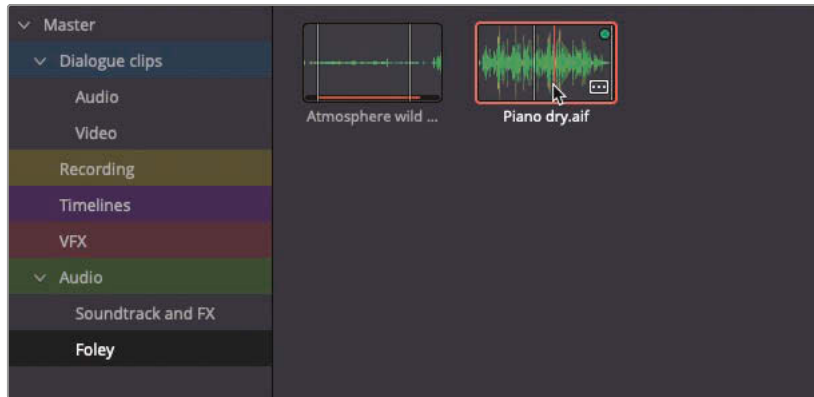 Master
Dialogue clips
Audio
Video
Recording
Timelines
VFX
Audio
Soundtrack and FX
Foley
Atmosphere wild ...
Piano dry.aif